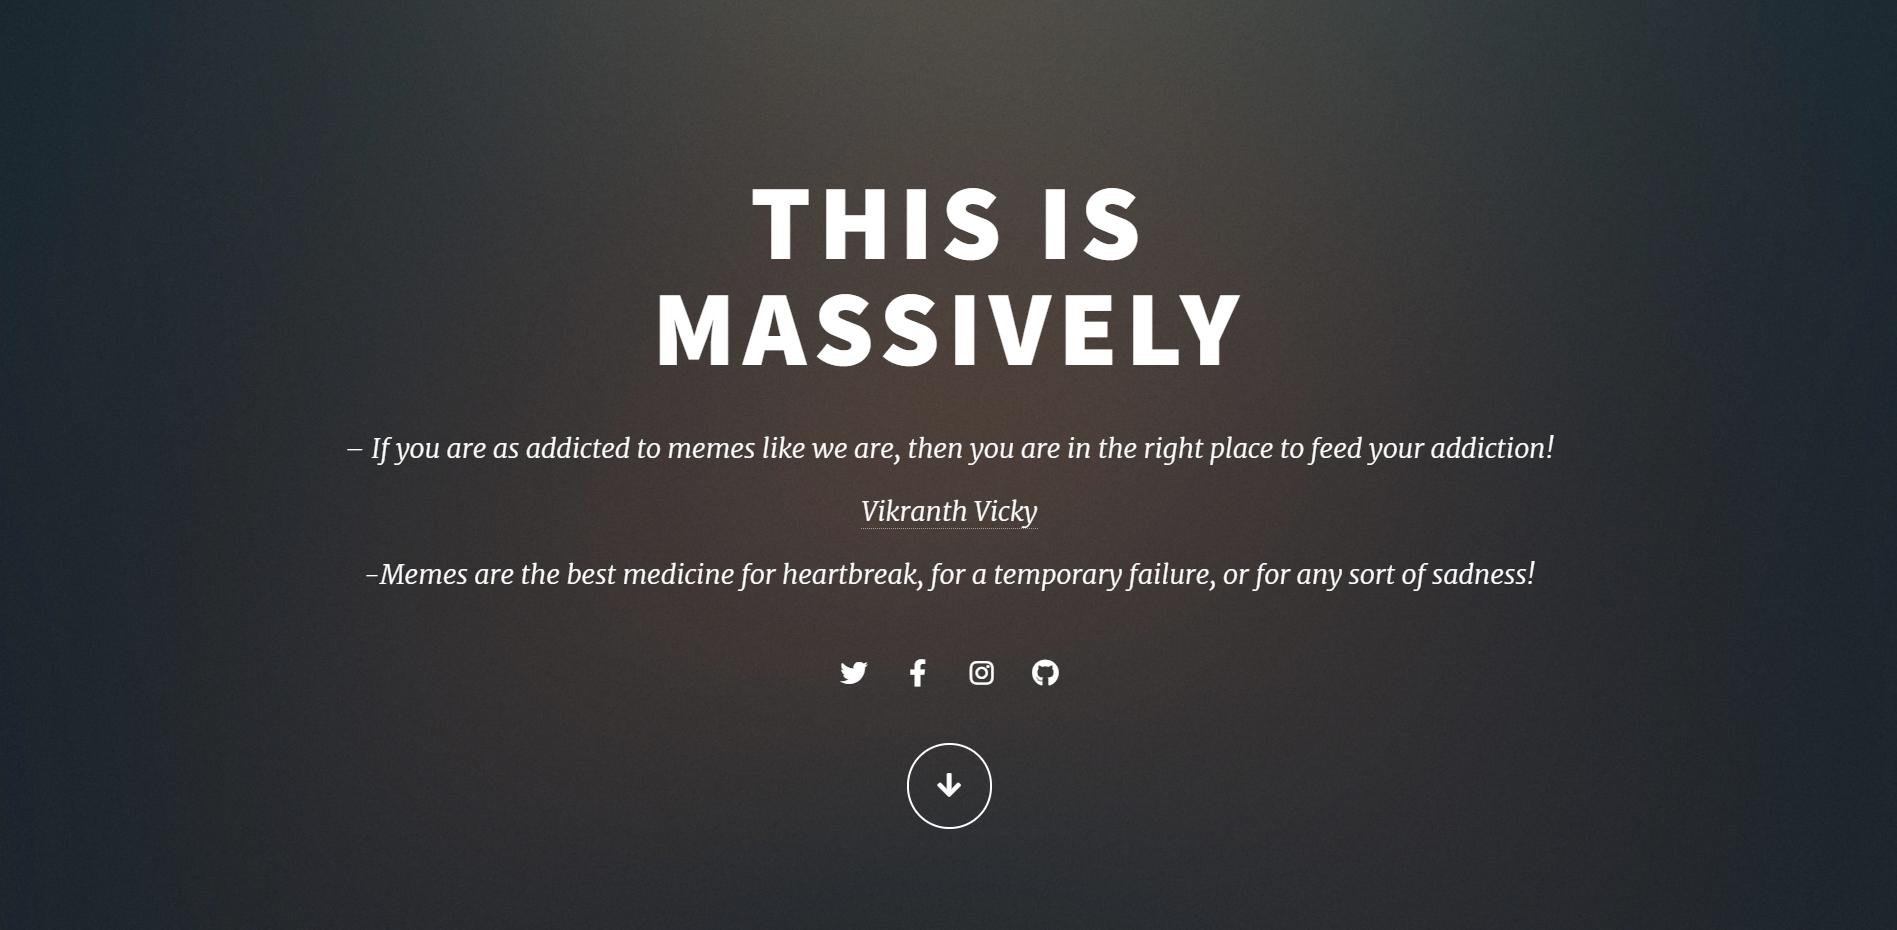 THIS IS
MASSIVELY
– If you are as addicted to memes like we are, then you are in the right place to feed your addiction!
Vikranth Vicky
–Memes are the best medicine for heartbreak, for a temporary failure, or for any sort of sadness!